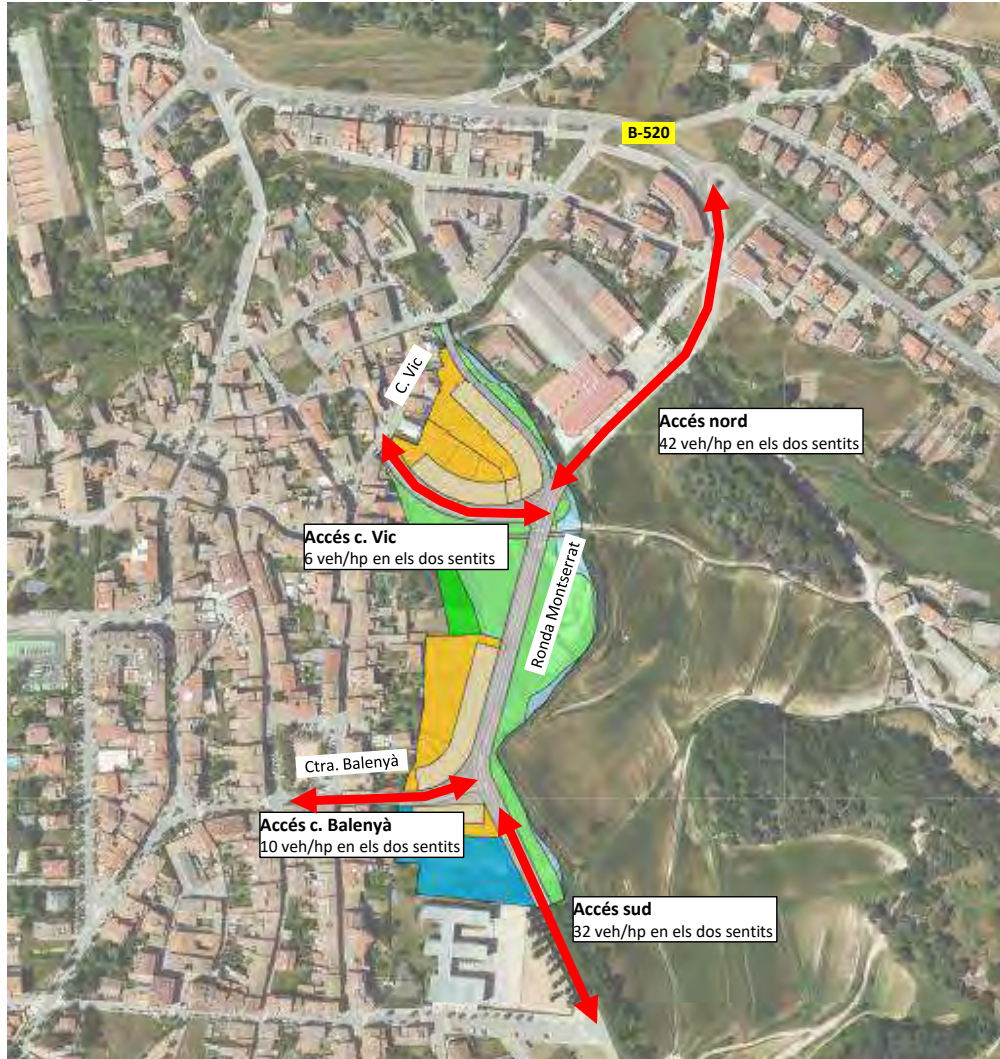 B-520
C. Vic
Accés nord
42 veh/hp en els dos sentits
Accés c. Vic
6 veh/hp en els dos sentits
Ronda Montserrat
Ctra. Balenyà
Accés c. Balenyà
10 veh/hp en els dos sentits
Accés sud
32 veh/hp en els dos sentits